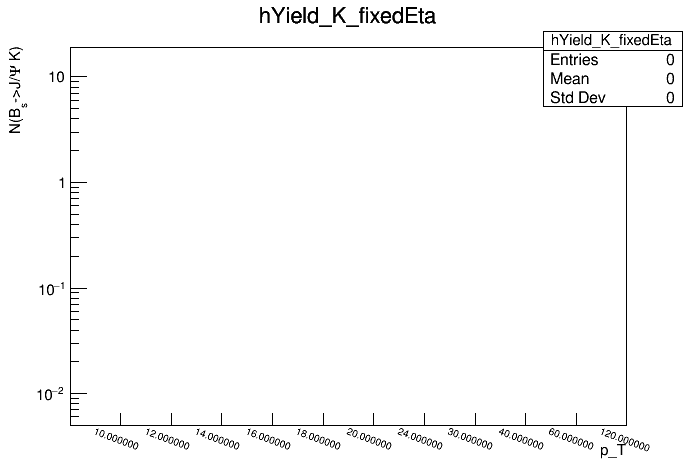 hYield_K_fixedEta
hYield_K_fixedEta
Entries 0
Mean 0
Std Dev 0
N(B_s->J/Ψ K)
10
1
10⁻¹
10⁻²
10.000000 12.000000 14.000000 16.000000 18.000000 20.000000 24.000000 30.000000 40.000000 60.000000 120.000000
p_T